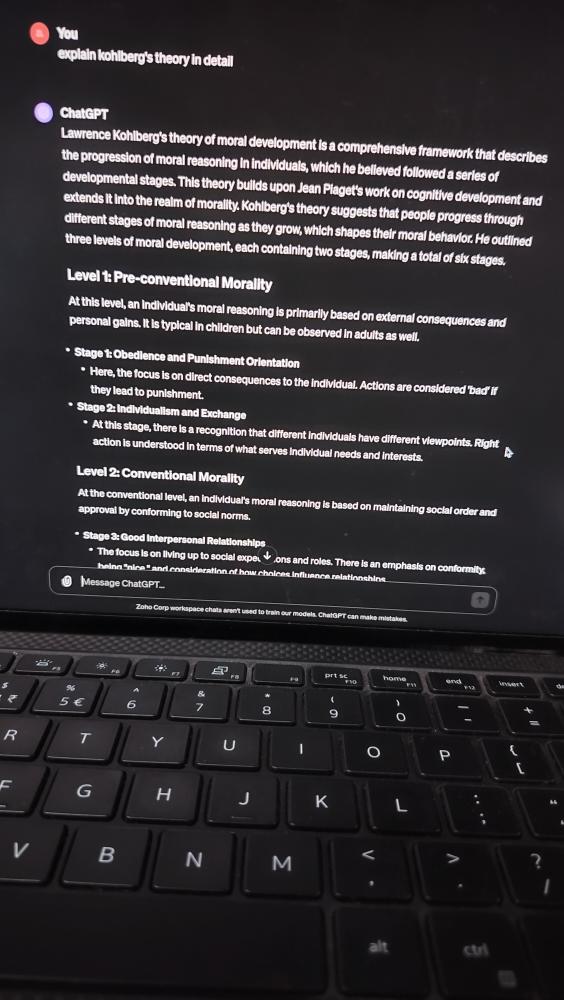 You
explain kohlberg's theory in detail
ChatGPT
Lawrence Kohlberg's theory of moral development is a comprehensive framework that describes
the progression of moral reasoning in individuals, which he believed followed a series of
developmental stages. This theory builds upon Jean Piaget's work on cognitive development and
extends it into the realm of morality. Kohlberg's theory suggests that people progress through
different stages of moral reasoning as they grow, which shapes their moral behavior. He outlined
three levels of moral development, each containing two stages, making a total of six stages.
Level 1: Pre-conventional Morality
At this level, an individual's moral reasoning is primarily based on external consequences and
personal gains. It is typical in children but can be observed in adults as well.
• Stage 1: Obedience and Punishment Orientation
• Here, the focus is on direct consequences to the individual. Actions are considered 'bad' if
they lead to punishment.
• Stage 2: Individualism and Exchange
• At this stage, there is a recognition that different individuals have different viewpoints. Right
action is understood in terms of what serves individual needs and interests.
Level 2: Conventional Morality
At the conventional level, an individual's moral reasoning is based on maintaining social order and
approval by conforming to social norms.
• Stage 3: Good Interpersonal Relationships
• The focus is on living up to social expec ons and roles. There is an emphasis on conformity,
being "nice," and consideration of how choices influence relationships
Message ChatGPT...
Zoho Corp workspace chats aren't used to train our models. ChatGPT can make mistakes.
F5 F6 F7 F8 F9 prt sc F10 home F11 end F12 insert
$ ₹ % 5 € ^ 6 & 7 * 8 ( 9 ) 0 _ - + =
R T Y U I O P { [
F G H J K L : ; "
V B N M < , > . ? /
alt ctrl